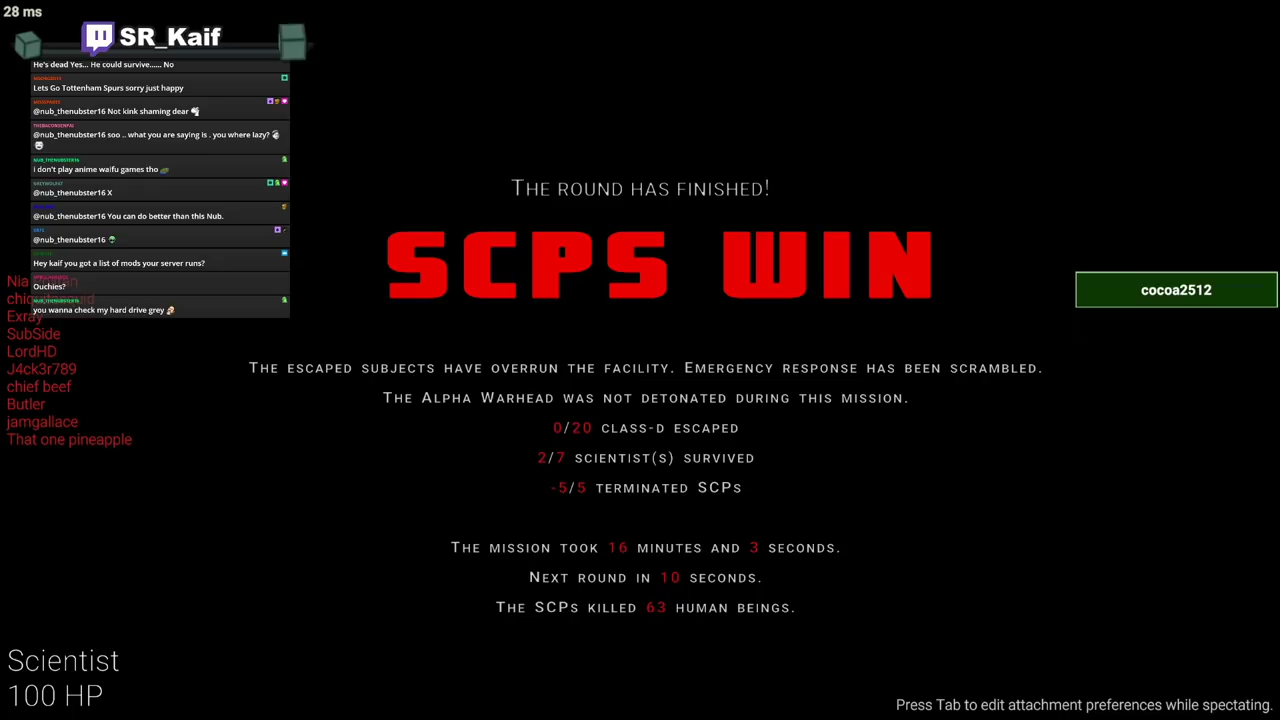 28 ms
SR_Kaif
He's dead Yes... He could survive...... No
Lets Go Tottenham Spurs sorry just happy
@nub_thenubster16 Not kink shaming dear
THEBACONSENPAI
@nub_thenubster16 soo .. what you are saying is . you where lazy?
NUB_THENUBSTER16
I don't play anime waifu games tho
GREYWOLF47
@nub_thenubster16 X
@nub_thenubster16 You can do better than this Nub.
@nub_thenubster16
Hey kaif you got a list of mods your server runs?
Ouchies?
NUB_THENUBSTER16
you wanna check my hard drive grey
Nia
Exray
SubSide
LordHD
J4ck3r789
chief beef
Butler
jamgallace
That one pineapple
The round has finished!
SCPS WIN
cocoa2512
The escaped subjects have overrun the facility. Emergency response has been scrambled.
The Alpha Warhead was not detonated during this mission.
0/20 class-d escaped
2/7 scientist(s) survived
-5/5 terminated SCPs
The mission took 16 minutes and 3 seconds.
Next round in 10 seconds.
The SCPs killed 63 human beings.
Scientist
100 HP
Press Tab to edit attachment preferences while spectating.